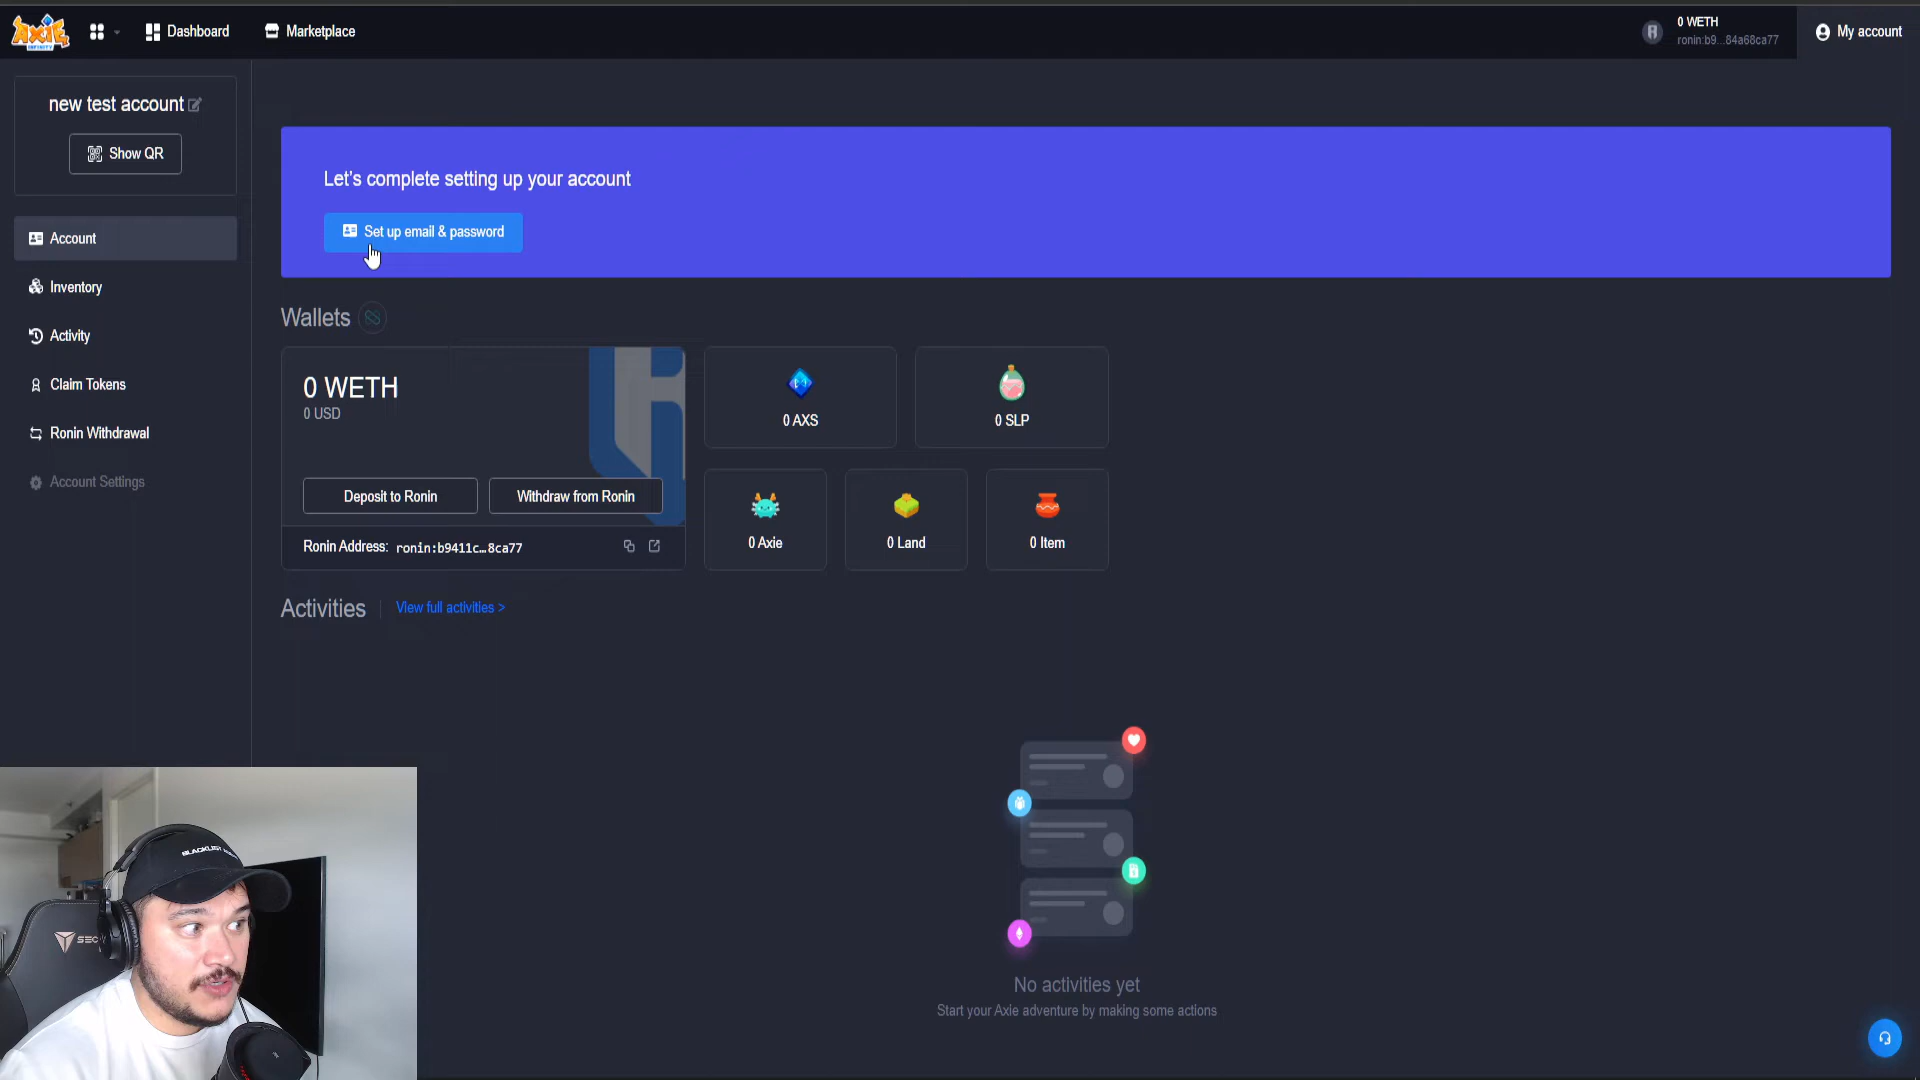 AXIE
INFINITY
Dashboard
Marketplace
0 WETH
ronin:b9...84a68ca77
My account
new test account
Show QR
Account
Inventory
Activity
Claim Tokens
Ronin Withdrawal
Account Settings
Let's complete setting up your account
Set up email & password
Wallets
0 WETH
0 USD
Deposit to Ronin
Withdraw from Ronin
Ronin Address: ronin:b9411c…8ca77
0 AXS
0 SLP
0 Axie
0 Land
0 Item
Activities
View full activities >
No activities yet
Start your Axie adventure by making some actions
BLACKLIST